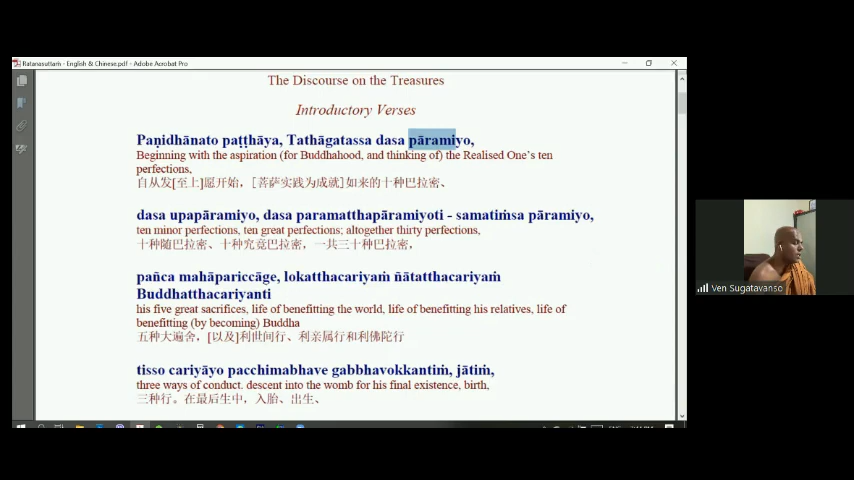 Ratanasuttaṁ - English & Chinese.pdf - Adobe Acrobat Pro
The Discourse on the Treasures
Introductory Verses
Paṇidhānato paṭṭhāya, Tathāgatassa dasa pāramiyo,
Beginning with the aspiration (for Buddhahood, and thinking of) the Realised One's ten
perfections,
自从发[至上]愿开始，[菩萨实践为成就]如来的十种巴拉密、
dasa upapāramiyo, dasa paramatthapāramiyoti - samatiṁsa pāramiyo,
ten minor perfections, ten great perfections; altogether thirty perfections,
十种随巴拉密、十种究竟巴拉密，一共三十种巴拉密，
pañca mahāpariccāge, lokatthacariyaṁ ñātatthacariyaṁ
Buddhatthacariyanti
his five great sacrifices, life of benefitting the world, life of benefitting his relatives, life of
benefitting (by becoming) Buddha
五种大遍舍，[以及]利世间行、利亲属行和利佛陀行
tisso cariyāyo pacchimabhave gabbhavokkantiṁ, jātiṁ,
three ways of conduct. descent into the womb for his final existence, birth,
三种行。在最后生中，入胎、出生、
Ven Sugatavanso